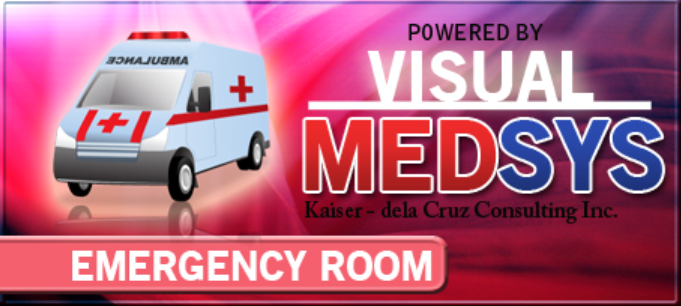 POWERED BY
VISUAL
MEDSYS
Kaiser - dela Cruz Consulting Inc.
AMBULANCE
EMERGENCY ROOM